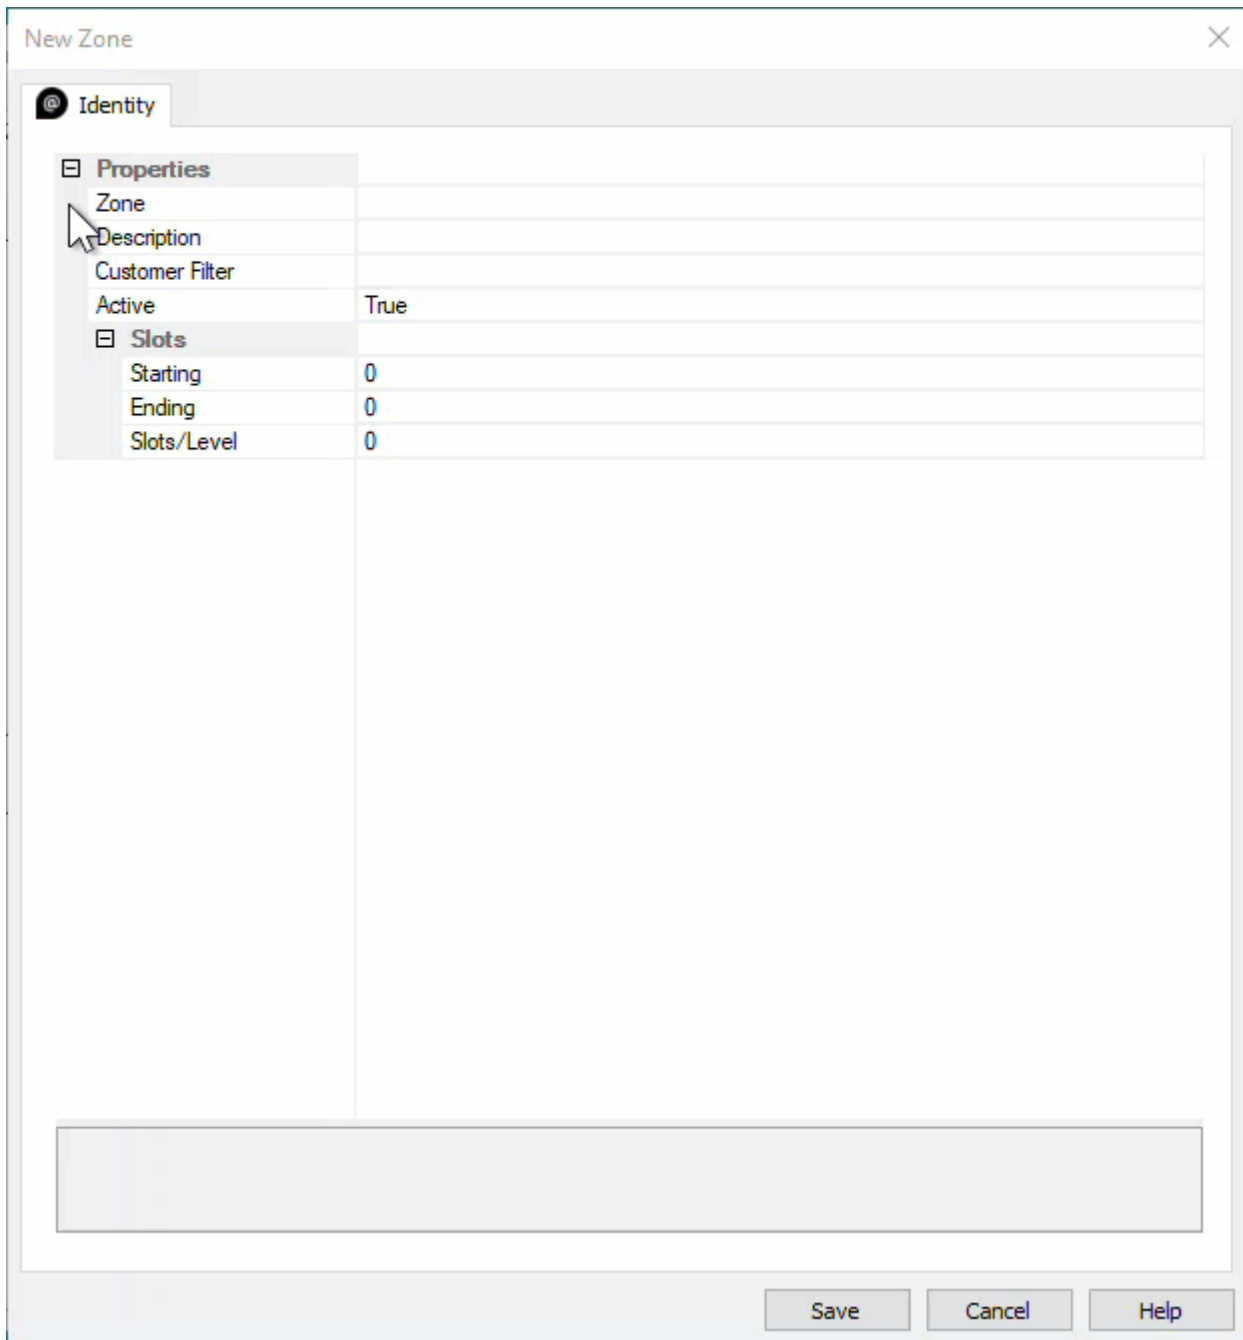 New Zone
@ Identity
Properties
Zone
Description
Customer Filter
Active True
Slots
Starting 0
Ending 0
Slots/Level 0
Save Cancel Help